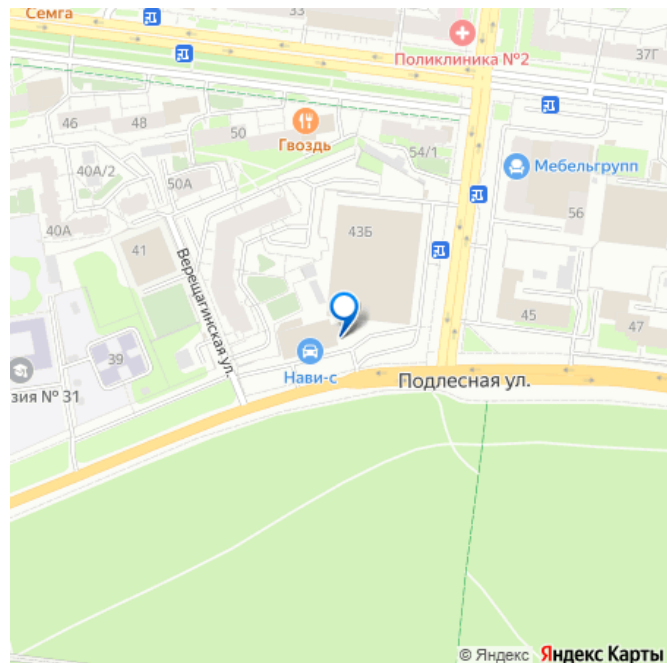 Семга
33
Поликлиника №2
37Г
46
48
50
Гвоздь
54/1
Мебельгрупп
40А/2
50А
56
40А
41
43Б
Верещагинская ул.
45
47
39
зия № 31
Нави-с
Подлесная ул.
© Яндекс Яндекс Карты